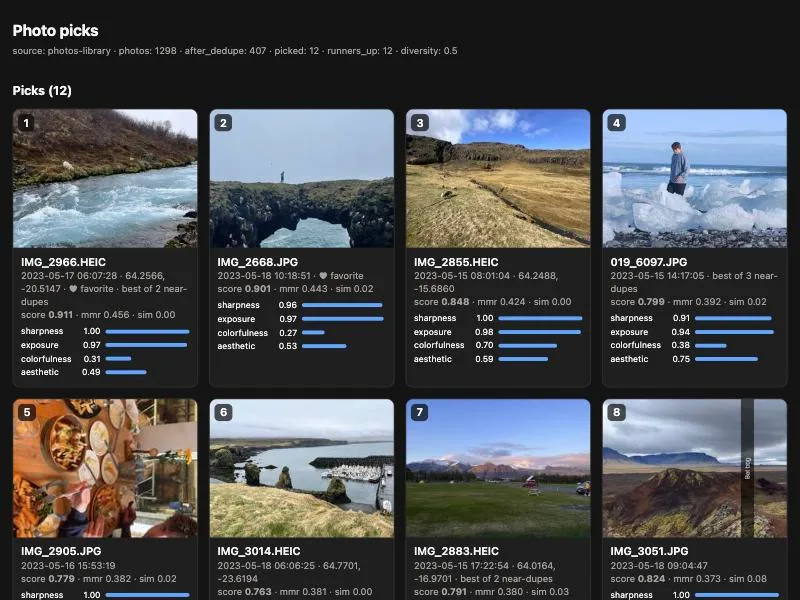 Photo picks
source: photos-library · photos: 1298 · after_dedupe: 407 · picked: 12 · runners_up: 12 · diversity: 0.5
Picks (12)
1
IMG_2966.HEIC
2023-05-17 06:07:28 · 64.2566,
-20.5147 · ♥ favorite · best of 2 near-
dupes
score 0.911 · mmr 0.456 · sim 0.00
sharpness 1.00
exposure 0.97
colorfulness 0.31
aesthetic 0.49
2
IMG_2668.JPG
2023-05-18 10:18:51 · ♥ favorite
score 0.901 · mmr 0.443 · sim 0.02
sharpness 0.96
exposure 0.97
colorfulness 0.27
aesthetic 0.53
3
IMG_2855.HEIC
2023-05-15 08:01:04 · 64.2488,
-15.6860
score 0.848 · mmr 0.424 · sim 0.00
sharpness 1.00
exposure 0.98
colorfulness 0.70
aesthetic 0.59
4
019_6097.JPG
2023-05-15 14:17:05 · best of 3 near-
dupes
score 0.799 · mmr 0.392 · sim 0.02
sharpness 0.91
exposure 0.94
colorfulness 0.38
aesthetic 0.75
5
IMG_2905.JPG
2023-05-16 15:53:19
score 0.779 · mmr 0.382 · sim 0.02
sharpness 1.00
6
IMG_3014.HEIC
2023-05-18 06:06:25 · 64.7701,
-23.6194
score 0.763 · mmr 0.381 · sim 0.00
7
IMG_2883.HEIC
2023-05-15 17:22:54 · 64.0164,
-16.9701 · best of 2 near-dupes
score 0.791 · mmr 0.380 · sim 0.03
8
IMG_3051.JPG
2023-05-18 09:04:47
score 0.824 · mmr 0.373 · sim 0.08
sharpness 1.00